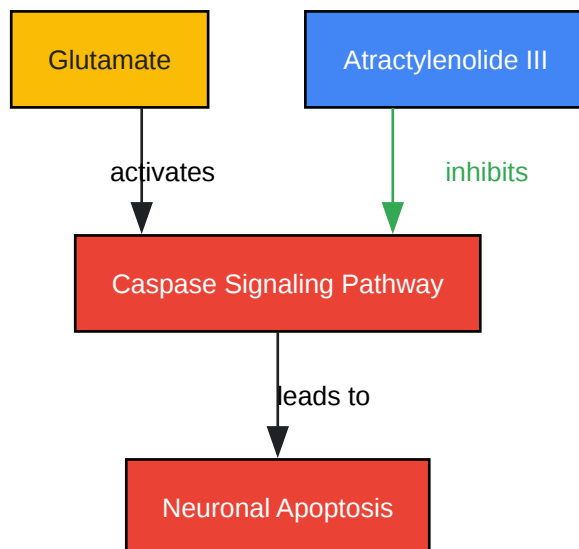 Glutamate
Atractylenolide III
activates
inhibits
Caspase Signaling Pathway
leads to
Neuronal Apoptosis